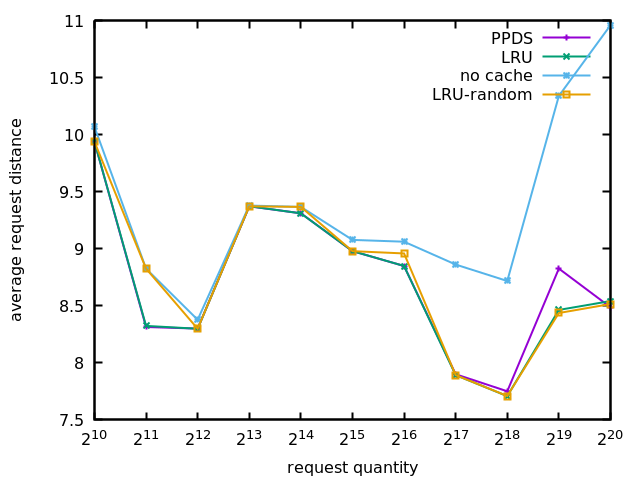 11
10.5
10
9.5
9
8.5
8
7.5
average request distance
PPDS
LRU
no cache
LRU-random
2^10 2^11 2^12 2^13 2^14 2^15 2^16 2^17 2^18 2^19 2^20
request quantity